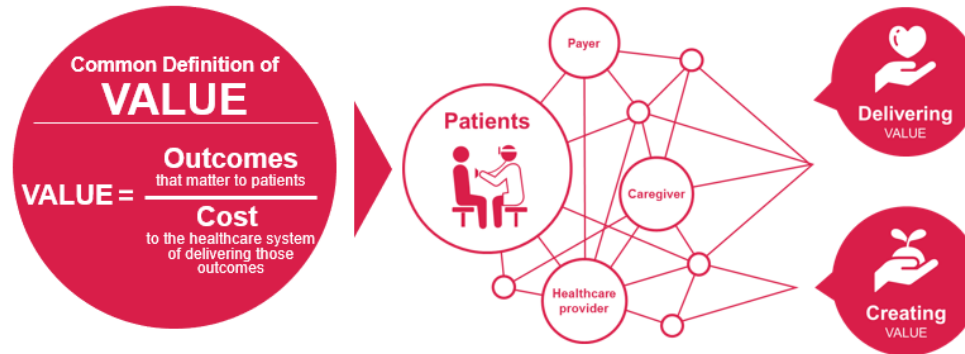 Common Definition of
VALUE
VALUE =
Outcomes
that matter to patients
Cost
to the healthcare system
of delivering those
outcomes
Patients
Payer
Caregiver
Healthcare
provider
Delivering
VALUE
Creating
VALUE